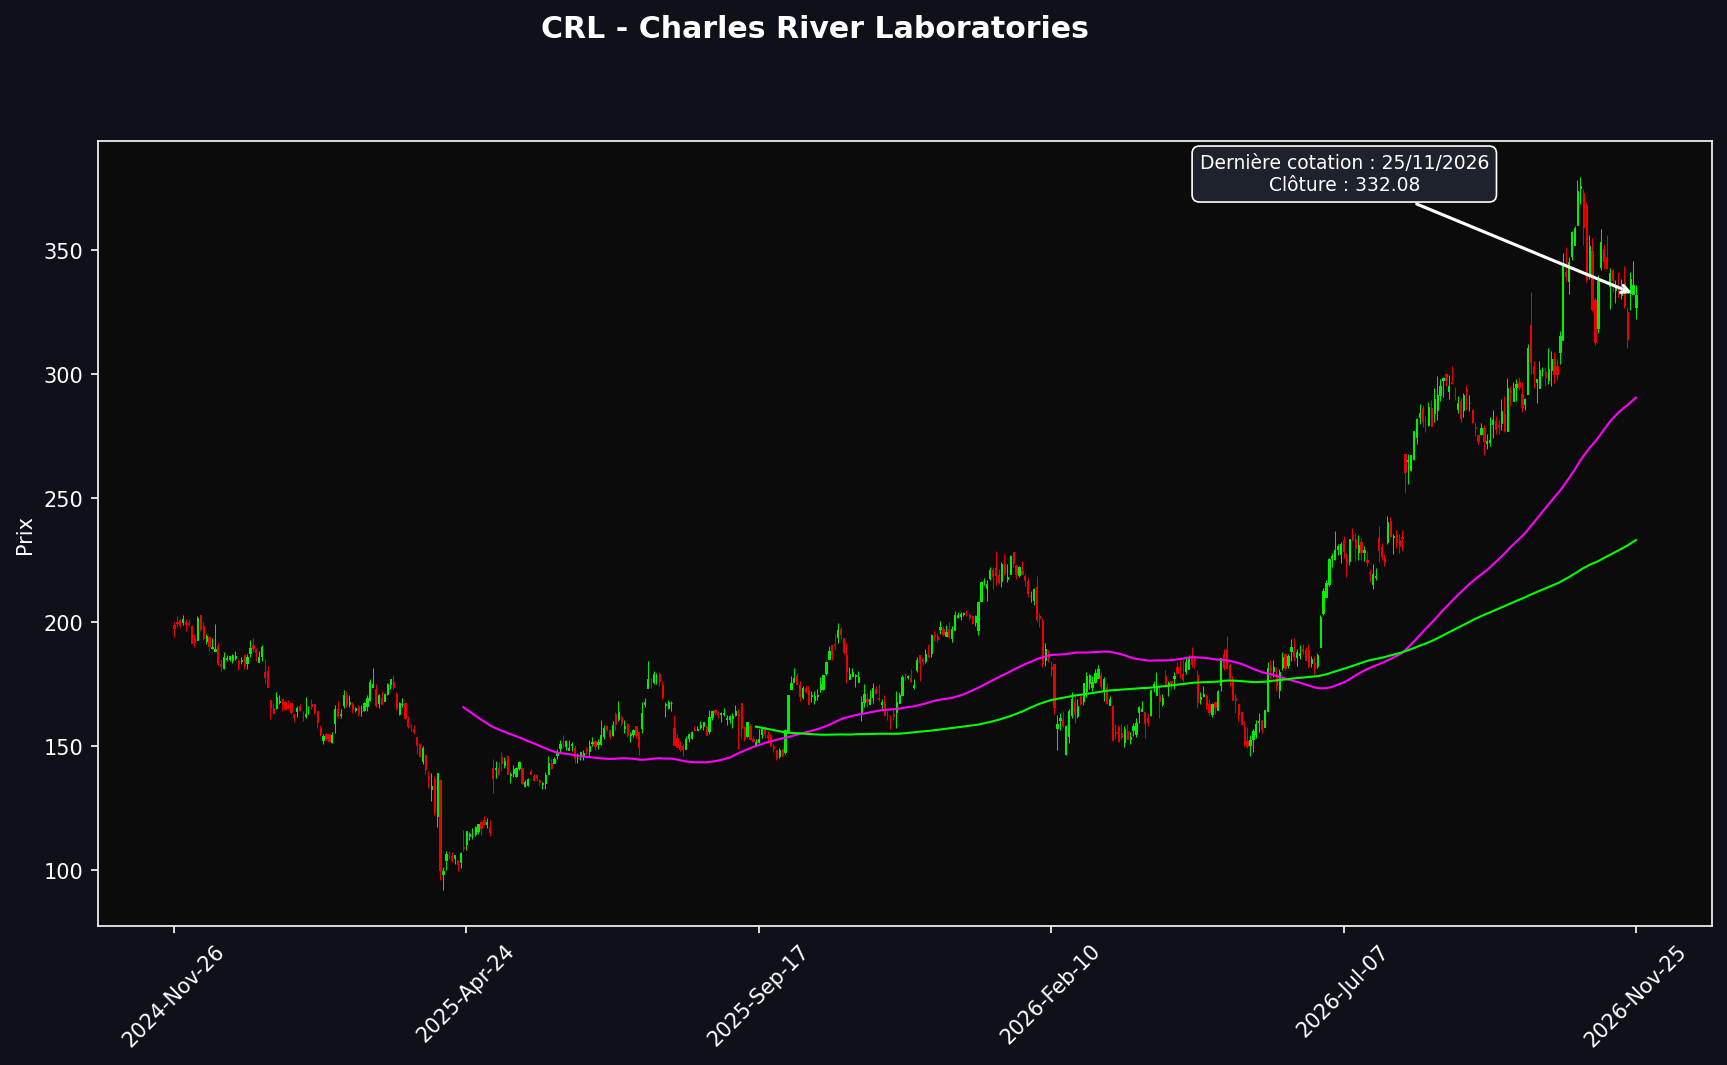 CRL - Charles River Laboratories
Dernière cotation : 25/11/2026
Clôture : 332.08
Prix
350
300
250
200
150
100
2024-Nov-26
2025-Apr-24
2025-Sep-17
2026-Feb-10
2026-Jul-07
2026-Nov-25